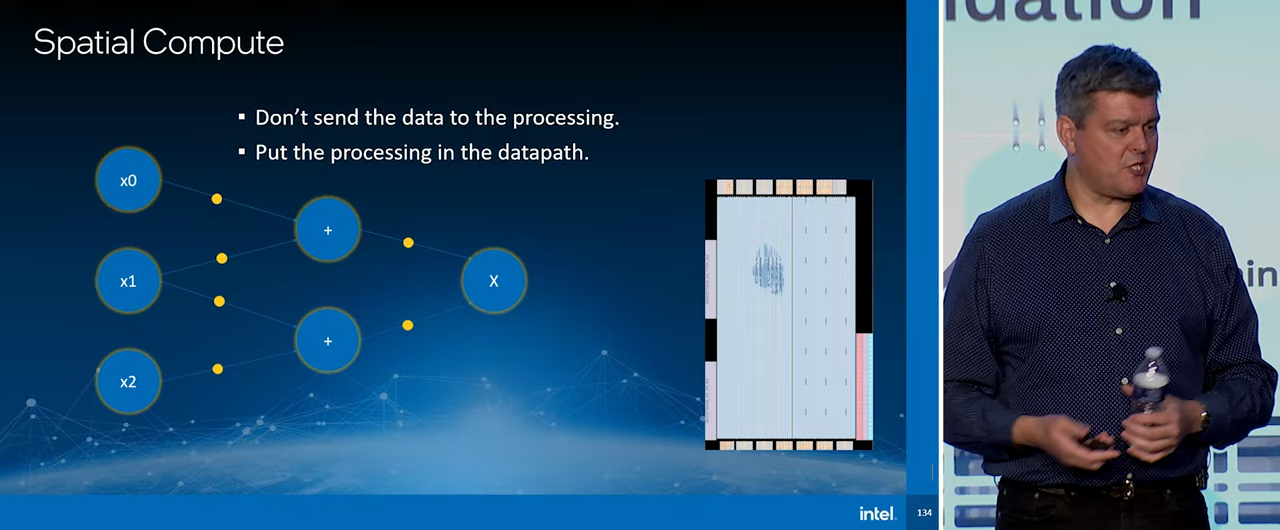 Spatial Compute
▪ Don't send the data to the processing.
▪ Put the processing in the datapath.
x0
+
x1
X
+
x2
intel.
134